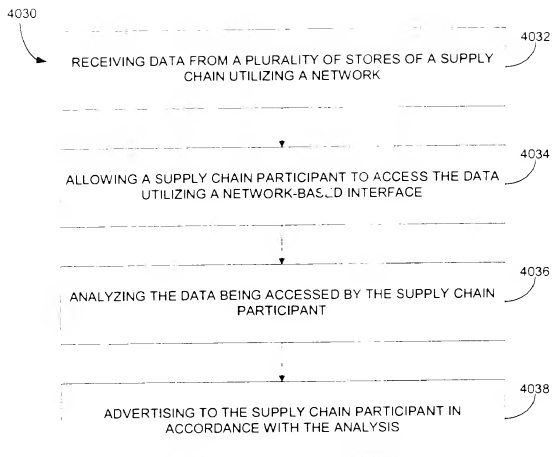 4030
4032
RECEIVING DATA FROM A PLURALITY OF STORES OF A SUPPLY
CHAIN UTILIZING A NETWORK
4034
ALLOWING A SUPPLY CHAIN PARTICIPANT TO ACCESS THE DATA
UTILIZING A NETWORK-BASED INTERFACE
4036
ANALYZING THE DATA BEING ACCESSED BY THE SUPPLY CHAIN
PARTICIPANT
4038
ADVERTISING TO THE SUPPLY CHAIN PARTICIPANT IN
ACCORDANCE WITH THE ANALYSIS